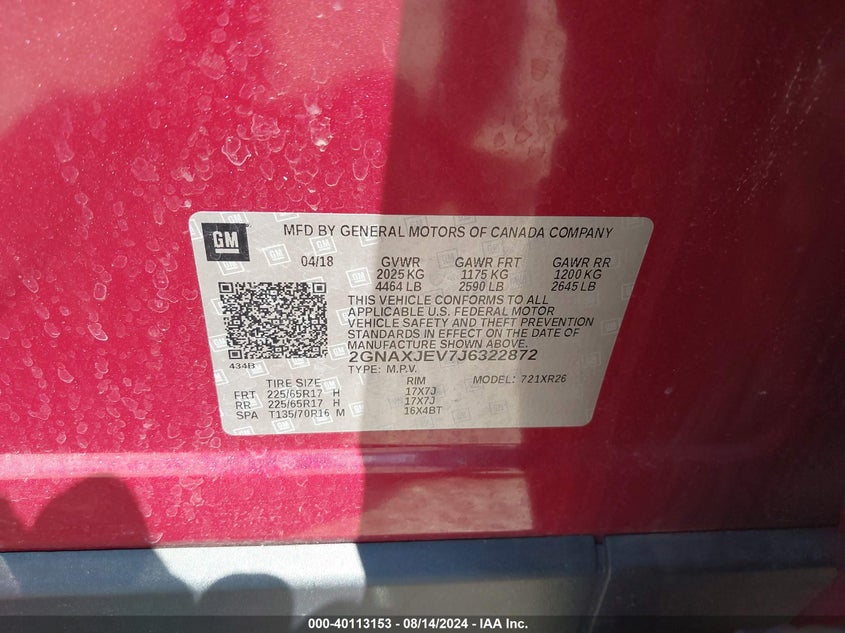 GM
MFD BY GENERAL MOTORS OF CANADA COMPANY
04/18 GVWR GAWR FRT GAWR RR
2025 KG 1175 KG 1200 KG
4464 LB 2590 LB 2645 LB
THIS VEHICLE CONFORMS TO ALL
APPLICABLE U.S. FEDERAL MOTOR
VEHICLE SAFETY AND THEFT PREVENTION
STANDARDS IN EFFECT ON THE DATE OF
MANUFACTURE SHOWN ABOVE.
434B 2GNAXJEV7J6322872
TYPE: M.P.V.
TIRE SIZE RIM MODEL: 721XR26
FRT 225/65R17 H 17X7J
RR 225/65R17 H 17X7J
SPA T135/70R16 M 16X4BT
000-40113153 - 08/14/2024 - IAA Inc.